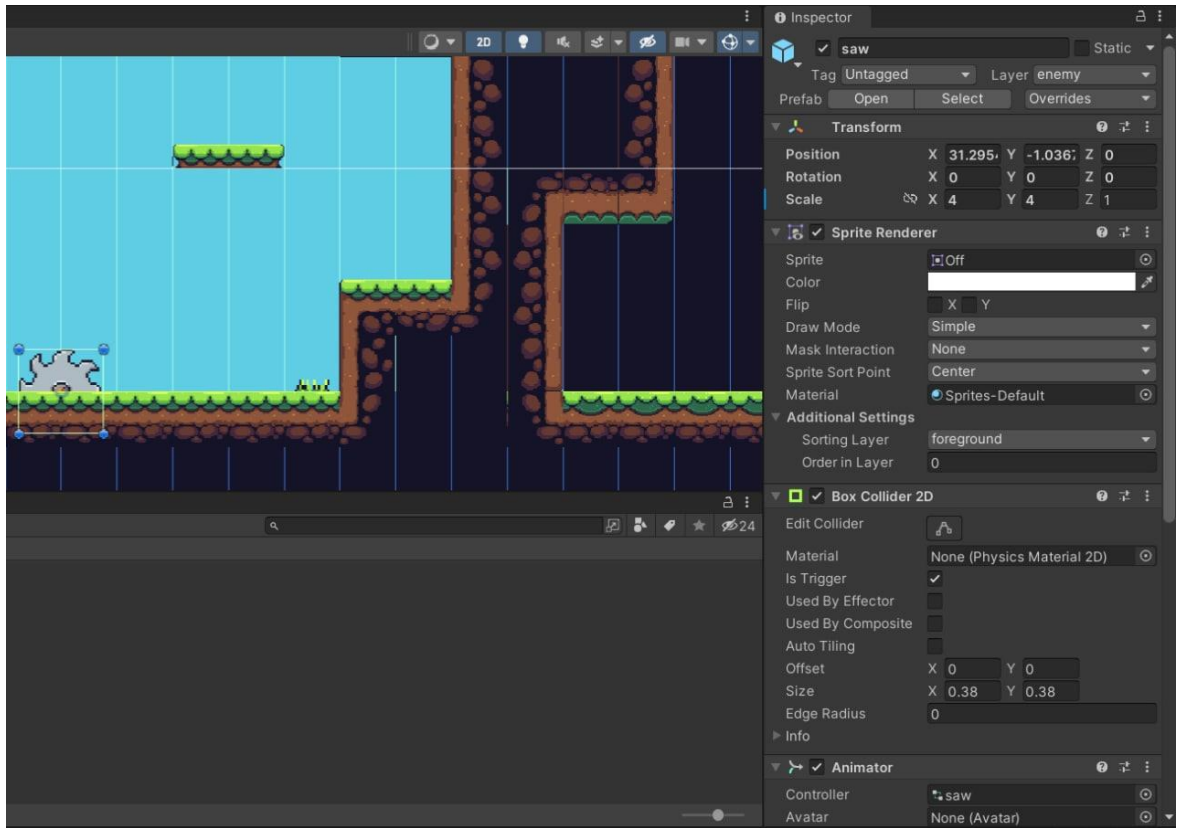 Inspector
saw Static
Tag Untagged Layer enemy
Prefab Open Select Overrides
Transform
Position X 31.295 Y -1.036 Z 0
Rotation X 0 Y 0 Z 0
Scale X 4 Y 4 Z 1
Sprite Renderer
Sprite Off
Color
Flip X Y
Draw Mode Simple
Mask Interaction None
Sprite Sort Point Center
Material Sprites-Default
Additional Settings
Sorting Layer foreground
Order in Layer 0
Box Collider 2D
Edit Collider
Material None (Physics Material 2D)
Is Trigger
Used By Effector
Used By Composite
Auto Tiling
Offset X 0 Y 0
Size X 0.38 Y 0.38
Edge Radius 0
Info
Animator
Controller saw
Avatar None (Avatar)
2D
24